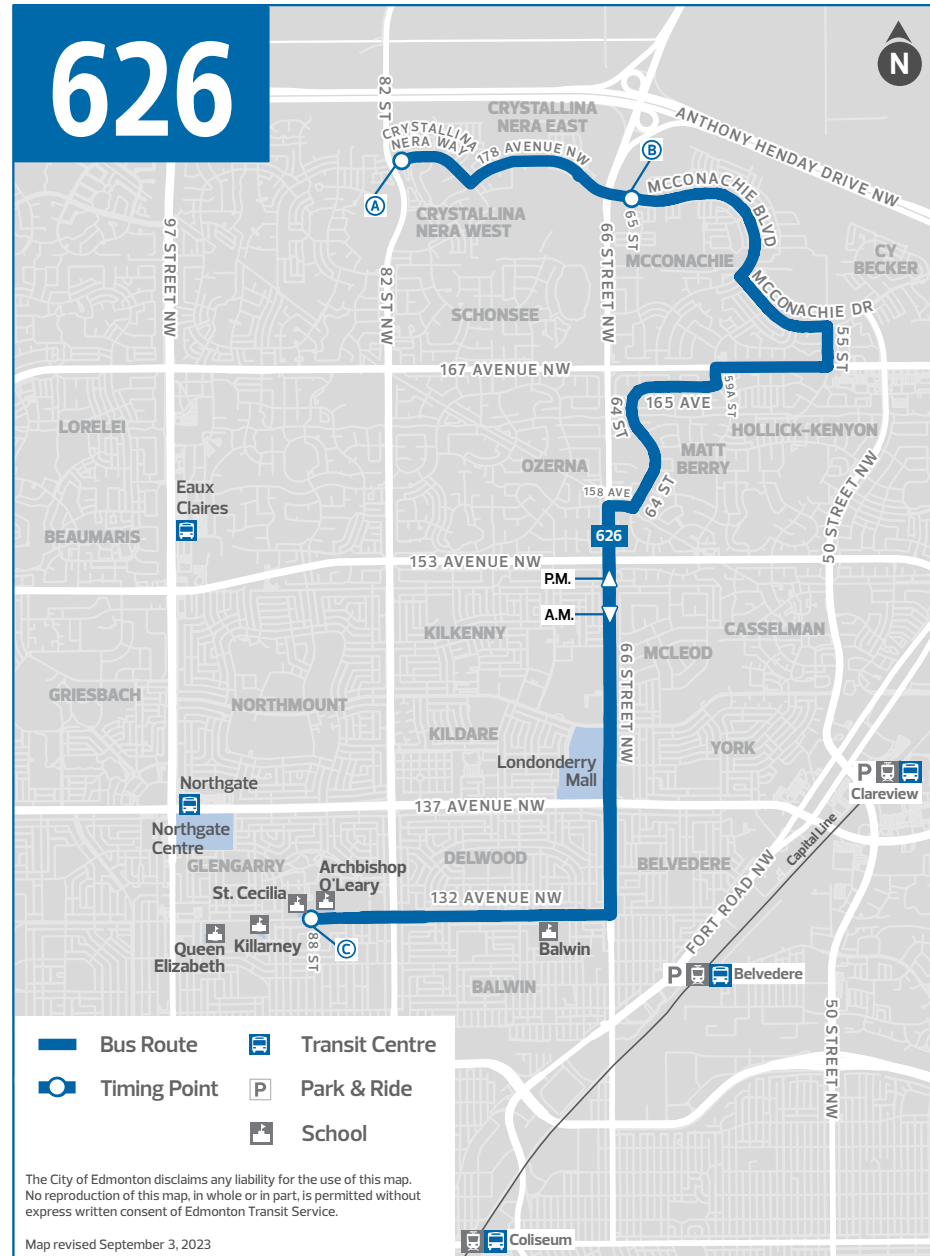 626
N
82 ST
CRYSTALLINA
NERA WAY
CRYSTALLINA
NERA EAST
178 AVENUE NW
ANTHONY HENDAY DRIVE NW
B
MCCONACHIE BLVD
A
97 STREET NW
CRYSTALLINA
NERA WEST
65 ST
66 STREET NW
MCCONACHIE
CY
BECKER
82 ST NW
SCHONSEE
MCCONACHIE DR
55 ST
167 AVENUE NW
59A ST
165 AVE
64 ST
LORELEI
HOLLICK-KENYON
MATT
BERRY
OZERNA
64 ST
158 AVE
50 STREET NW
Eaux
Claires
BEAUMARIS
626
153 AVENUE NW
P.M.
A.M.
KILKENNY
CASSELMAN
MCLEOD
66 STREET NW
GRIESBACH
NORTHMOUNT
KILDARE
YORK
Londonderry
Mall
P
Clareview
Northgate
137 AVENUE NW
Northgate
Centre
Capital Line
GLENGARRY
DELWOOD
BELVEDERE
Archbishop
O'Leary
St. Cecilia
132 AVENUE NW
FORT ROAD NW
Queen
Elizabeth
Killarney
88 ST
C
Balwin
P
Belvedere
BALWIN
50 STREET NW
Bus Route
Transit Centre
Timing Point
P
Park & Ride
School
The City of Edmonton disclaims any liability for the use of this map.
No reproduction of this map, in whole or in part, is permitted without
express written consent of Edmonton Transit Service.
Map revised September 3, 2023
Coliseum